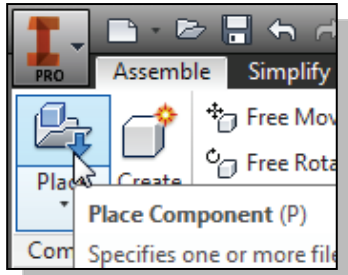 PRO
Assemble Simplify
Free Mov
Free Rota
Plac Create
Place Component (P)
Com
Specifies one or more file